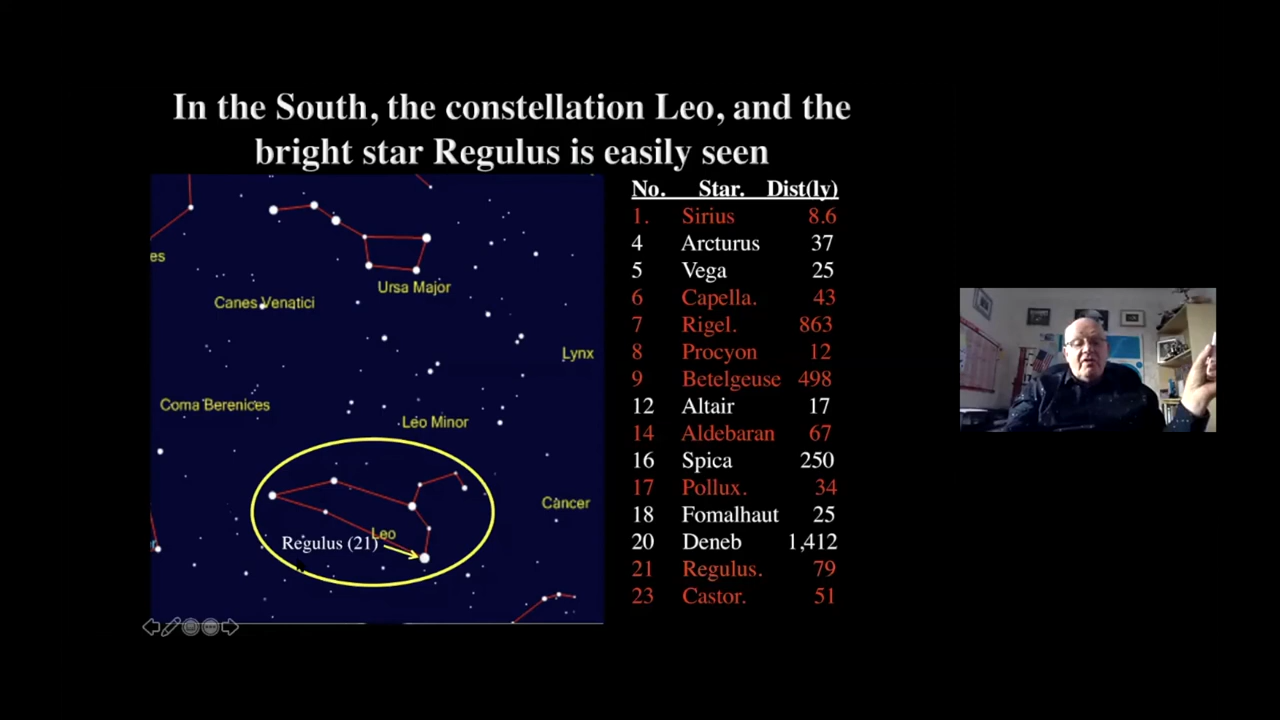 In the South, the constellation Leo, and the
bright star Regulus is easily seen
es
Ursa Major
Canes Venatici
Lynx
Coma Berenices
Leo Minor
Cancer
Leo
Regulus (21)
No. Star. Dist(ly)
1. Sirius 8.6
4 Arcturus 37
5 Vega 25
6 Capella. 43
7 Rigel. 863
8 Procyon 12
9 Betelgeuse 498
12 Altair 17
14 Aldebaran 67
16 Spica 250
17 Pollux. 34
18 Fomalhaut 25
20 Deneb 1,412
21 Regulus. 79
23 Castor. 51